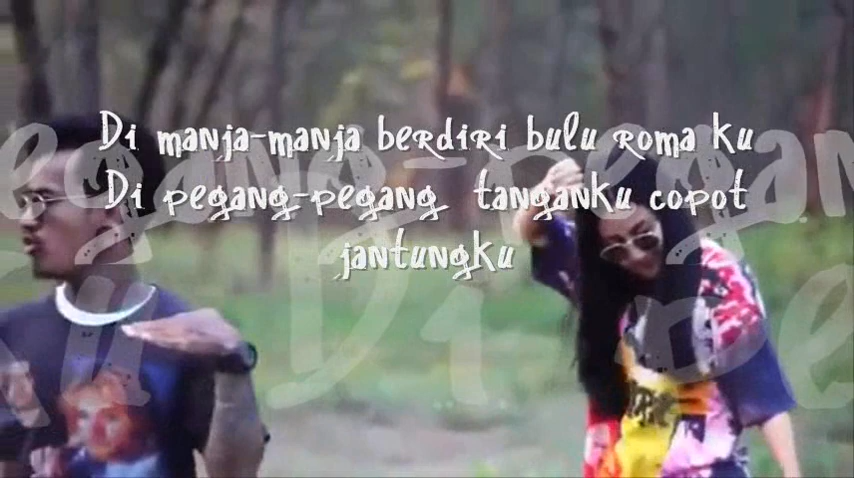 Di manja-manja berdiri bulu roma ku
Di pegang-pegang tanganku copot
jantungku